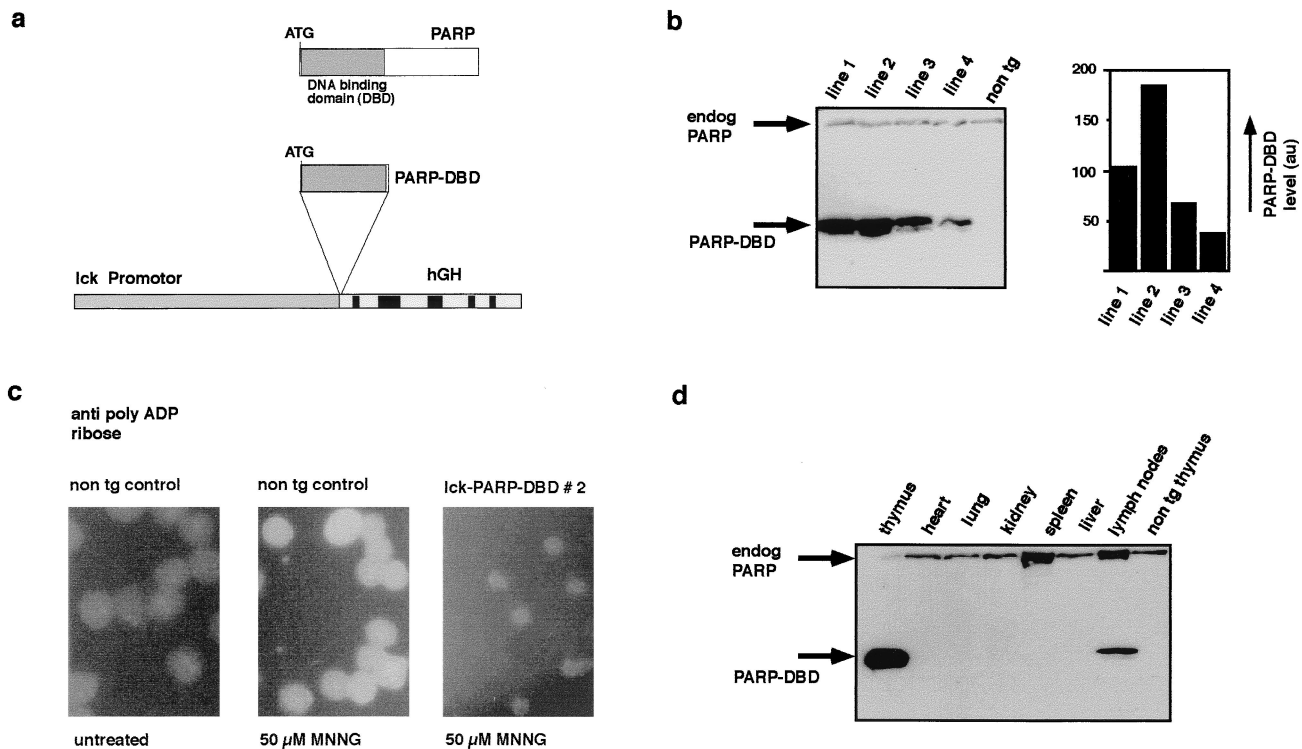 a
ATG
PARP
DNA binding
domain (DBD)
ATG
PARP-DBD
lck Promotor
hGH
b
line 1
line 2
line 3
line 4
non tg
endog
PARP
PARP-DBD
200
150
100
50
PARP-DBD
level (au)
line 1
line 2
line 3
line 4
c
anti poly ADP
ribose
non tg control
non tg control
lck-PARP-DBD # 2
untreated
50 µM MNNG
50 µM MNNG
d
thymus
heart
lung
kidney
spleen
liver
lymph nodes
non tg thymus
endog
PARP
PARP-DBD